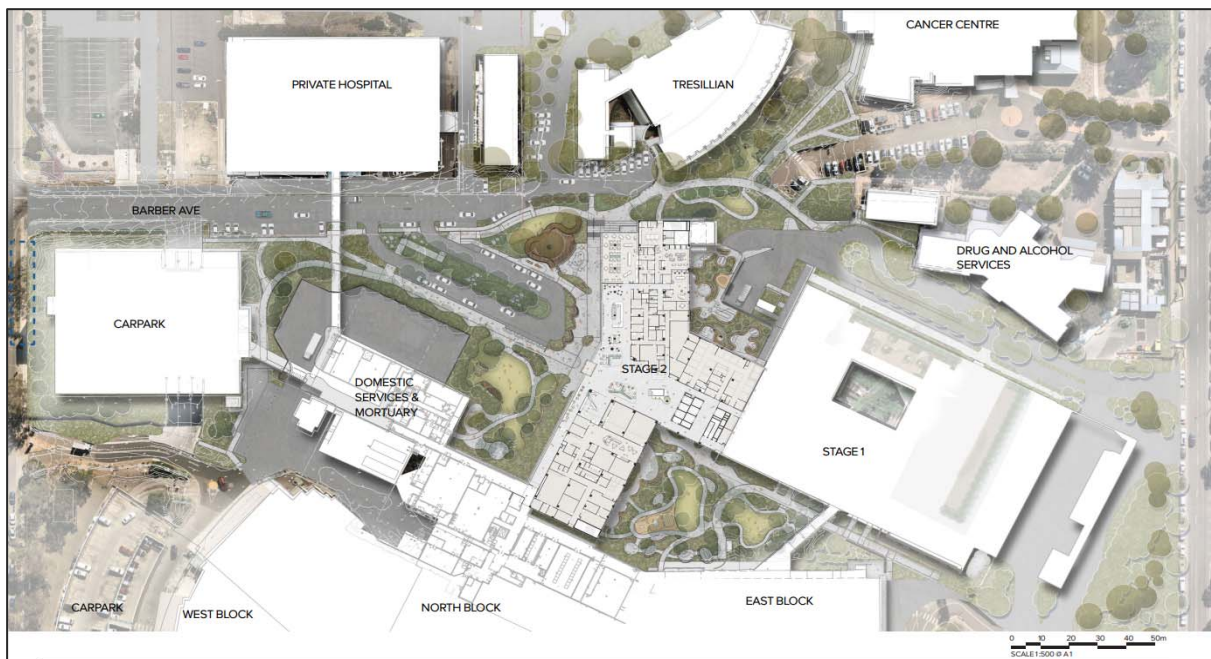 CANCER CENTRE
PRIVATE HOSPITAL
TRESILLIAN
BARBER AVE
DRUG AND ALCOHOL
SERVICES
CARPARK
STAGE 2
DOMESTIC
SERVICES &
MORTUARY
STAGE 1
CARPARK
WEST BLOCK
NORTH BLOCK
EAST BLOCK
0 10 20 30 40 50m
SCALE 1:500 @ A1